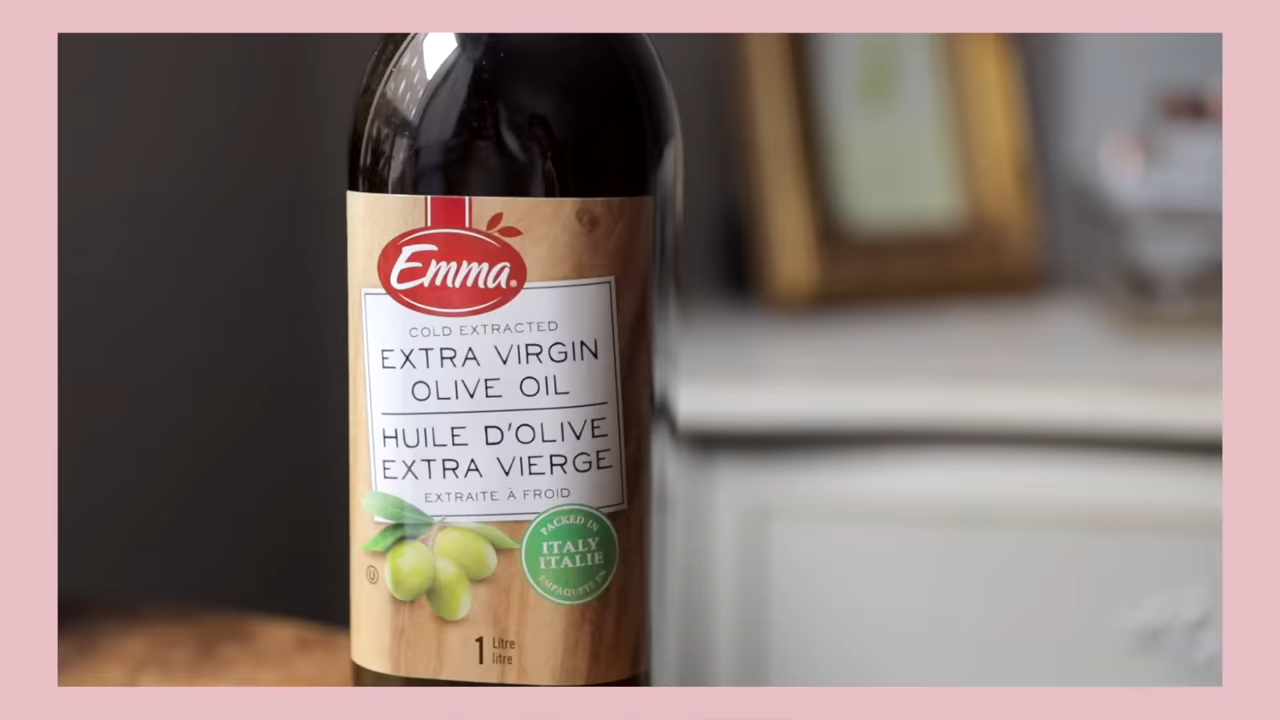 Emma®
COLD EXTRACTED
EXTRA VIRGIN
OLIVE OIL
HUILE D'OLIVE
EXTRA VIERGE
EXTRAITE À FROID
PACKED IN
ITALY
ITALIE
EMPAQUETÉ EN
U
1 Litre
litre